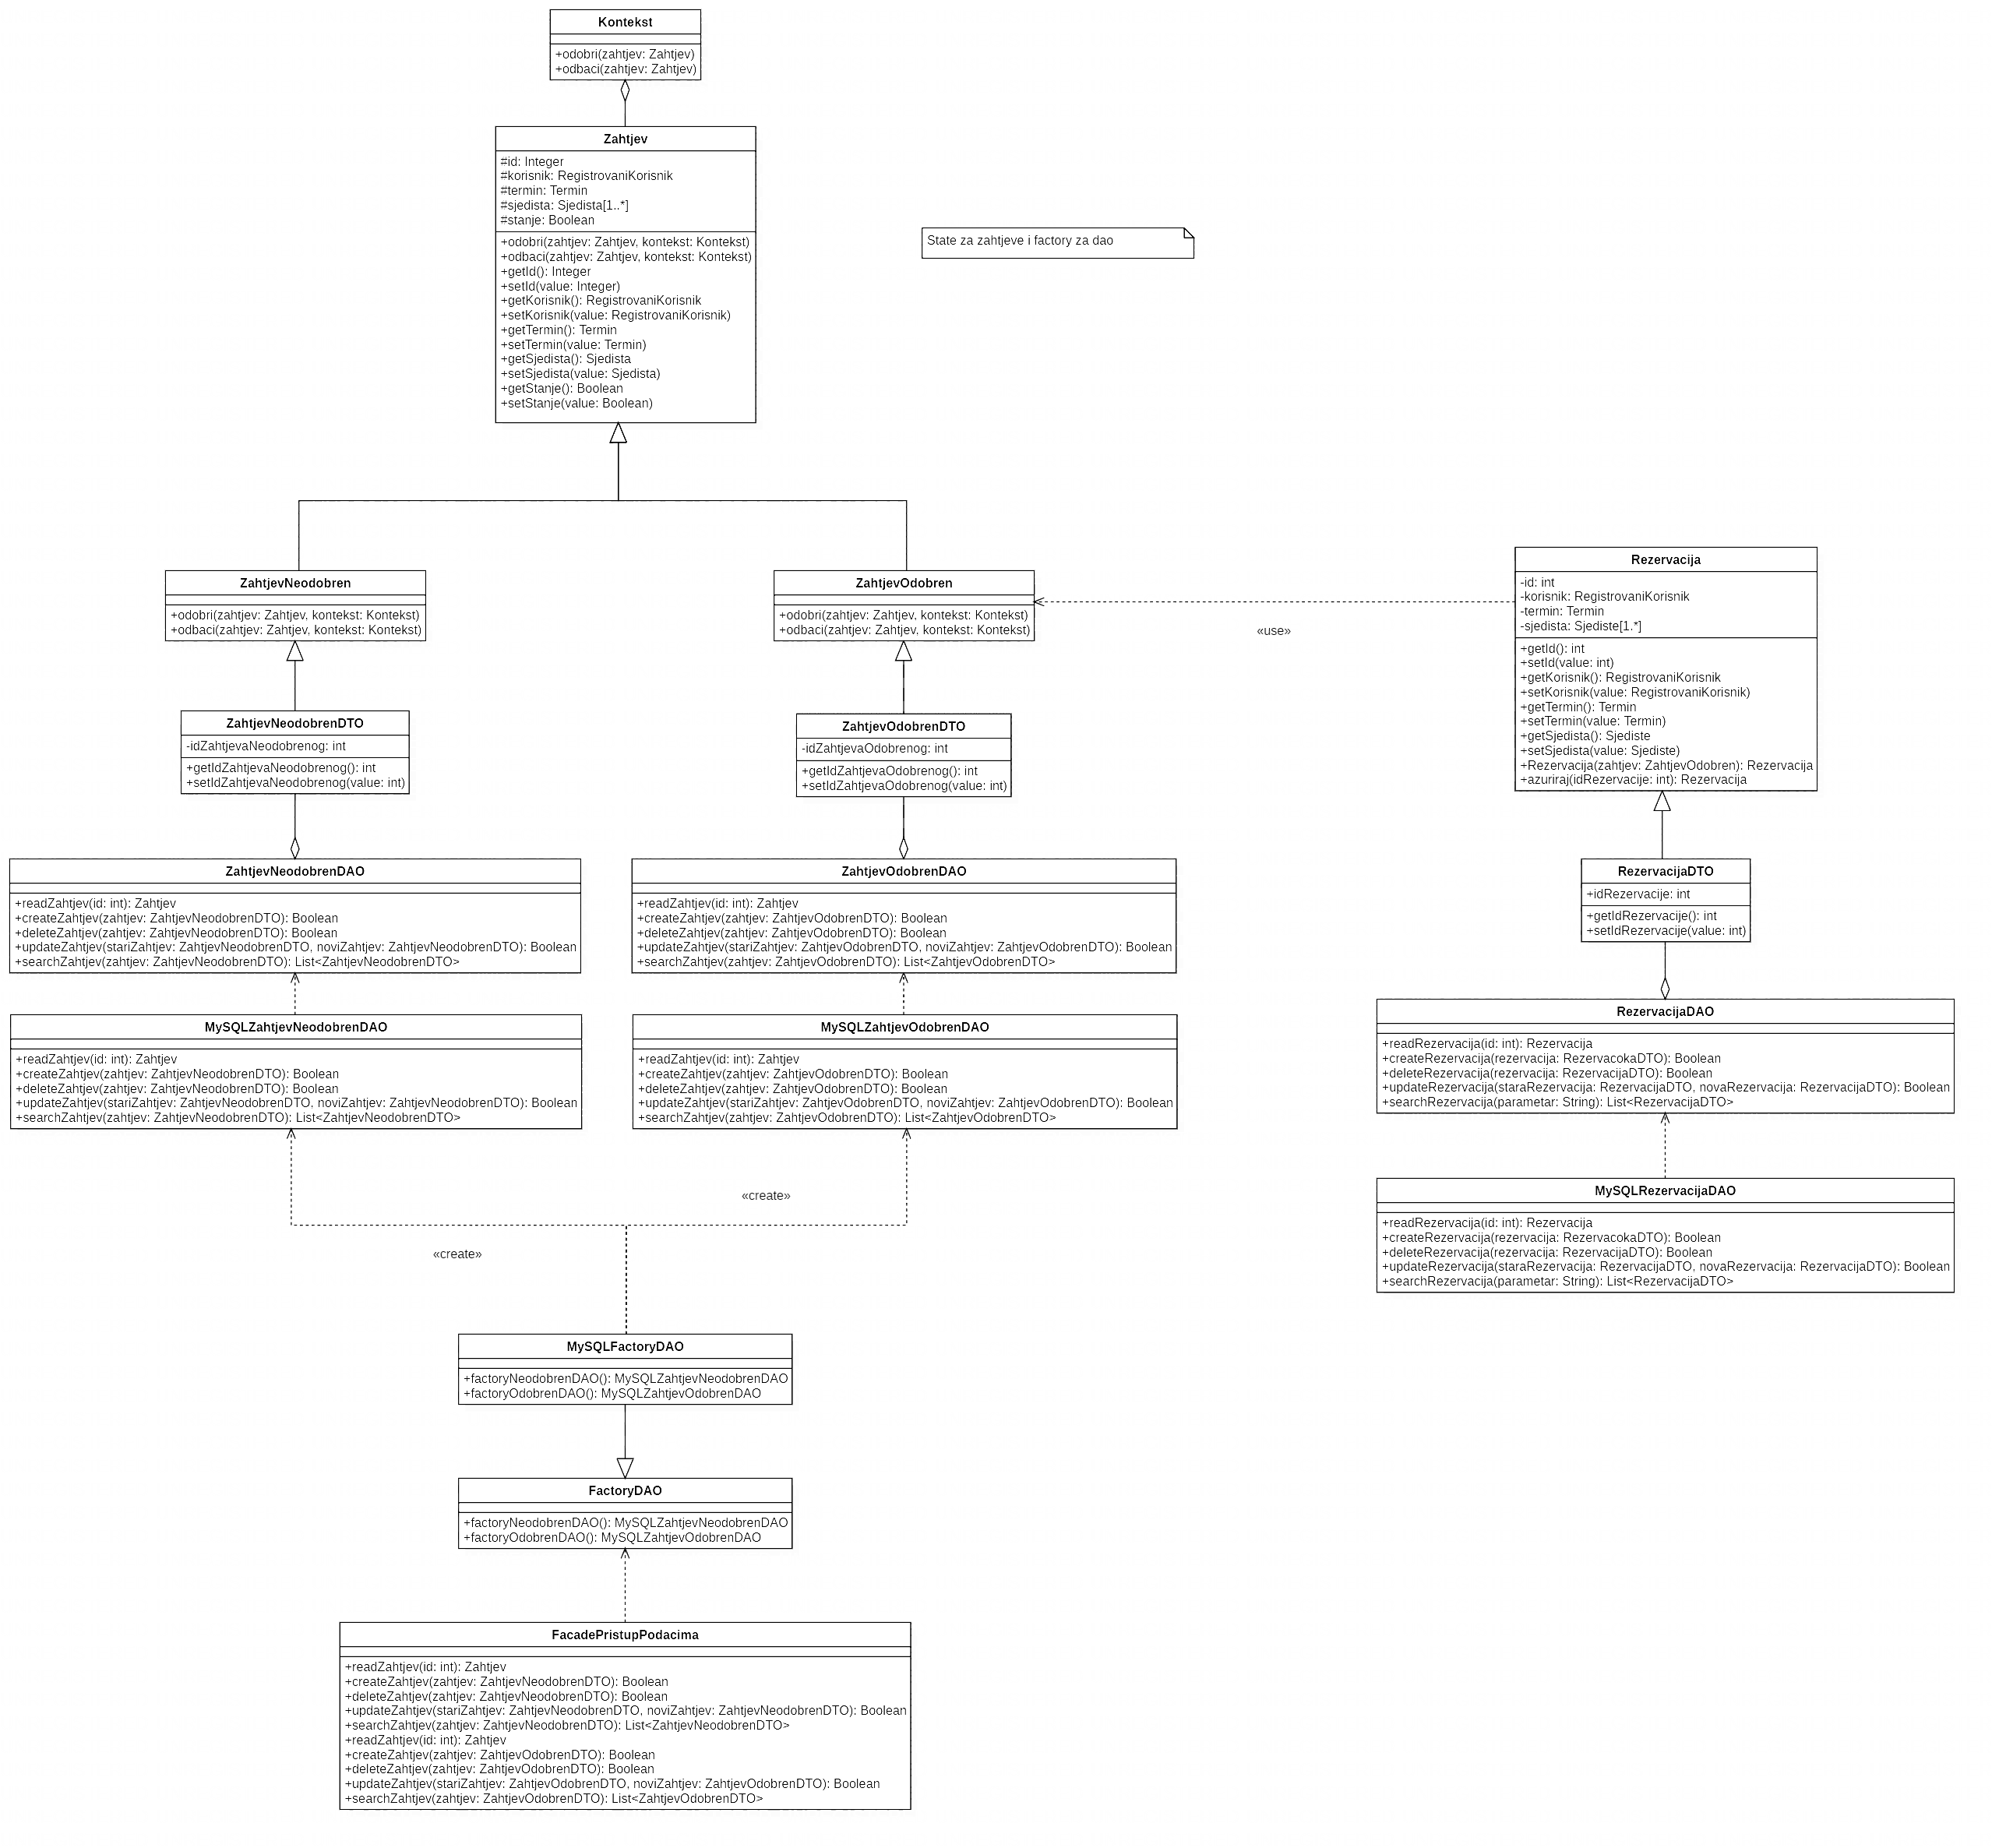 Kontekst
+odobri(zahtjev: Zahtjev)
+odbaci(zahtjev: Zahtjev)
Zahtjev
#id: Integer
#korisnik: RegistrovaniKorisnik
#termin: Termin
#sjedista: Sjedista[1..*]
#stanje: Boolean
+odobri(zahtjev: Zahtjev, kontekst: Kontekst)
+odbaci(zahtjev: Zahtjev, kontekst: Kontekst)
+getId(): Integer
+setId(value: Integer)
+getKorisnik(): RegistrovaniKorisnik
+setKorisnik(value: RegistrovaniKorisnik)
+getTermin(): Termin
+setTermin(value: Termin)
+getSjedista(): Sjedista
+setSjedista(value: Sjedista)
+getStanje(): Boolean
+setStanje(value: Boolean)
State za zahtjeve i factory za dao
ZahtjevNeodobren
+odobri(zahtjev: Zahtjev, kontekst: Kontekst)
+odbaci(zahtjev: Zahtjev, kontekst: Kontekst)
ZahtjevOdobren
+odobri(zahtjev: Zahtjev, kontekst: Kontekst)
+odbaci(zahtjev: Zahtjev, kontekst: Kontekst)
«use»
Rezervacija
-id: int
-korisnik: RegistrovaniKorisnik
-termin: Termin
-sjedista: Sjediste[1.*]
+getId(): int
+setId(value: int)
+getKorisnik(): RegistrovaniKorisnik
+setKorisnik(value: RegistrovaniKorisnik)
+getTermin(): Termin
+setTermin(value: Termin)
+getSjedista(): Sjediste
+setSjedista(value: Sjediste)
+Rezervacija(zahtjev: ZahtjevOdobren): Rezervacija
+azuriraj(idRezervacije: int): Rezervacija
ZahtjevNeodobrenDTO
-idZahtjevaNeodobrenog: int
+getIdZahtjevaNeodobrenog(): int
+setIdZahtjevaNeodobrenog(value: int)
ZahtjevOdobrenDTO
-idZahtjevaOdobrenog: int
+getIdZahtjevaOdobrenog(): int
+setIdZahtjevaOdobrenog(value: int)
ZahtjevNeodobrenDAO
+readZahtjev(id: int): Zahtjev
+createZahtjev(zahtjev: ZahtjevNeodobrenDTO): Boolean
+deleteZahtjev(zahtjev: ZahtjevNeodobrenDTO): Boolean
+updateZahtjev(stariZahtjev: ZahtjevNeodobrenDTO, noviZahtjev: ZahtjevNeodobrenDTO): Boolean
+searchZahtjev(zahtjev: ZahtjevNeodobrenDTO): List<ZahtjevNeodobrenDTO>
ZahtjevOdobrenDAO
+readZahtjev(id: int): Zahtjev
+createZahtjev(zahtjev: ZahtjevOdobrenDTO): Boolean
+deleteZahtjev(zahtjev: ZahtjevOdobrenDTO): Boolean
+updateZahtjev(stariZahtjev: ZahtjevOdobrenDTO, noviZahtjev: ZahtjevOdobrenDTO): Boolean
+searchZahtjev(zahtjev: ZahtjevOdobrenDTO): List<ZahtjevOdobrenDTO>
RezervacijaDTO
+idRezervacije: int
+getIdRezervacije(): int
+setIdRezervacije(value: int)
RezervacijaDAO
+readRezervacija(id: int): Rezervacija
+createRezervacija(rezervacija: RezervacokaDTO): Boolean
+deleteRezervacija(rezervacija: RezervacijaDTO): Boolean
+updateRezervacija(staraRezervacija: RezervacijaDTO, novaRezervacija: RezervacijaDTO): Boolean
+searchRezervacija(parametar: String): List<RezervacijaDTO>
MySQLZahtjevNeodobrenDAO
+readZahtjev(id: int): Zahtjev
+createZahtjev(zahtjev: ZahtjevNeodobrenDTO): Boolean
+deleteZahtjev(zahtjev: ZahtjevNeodobrenDTO): Boolean
+updateZahtjev(stariZahtjev: ZahtjevNeodobrenDTO, noviZahtjev: ZahtjevNeodobrenDTO): Boolean
+searchZahtjev(zahtjev: ZahtjevNeodobrenDTO): List<ZahtjevNeodobrenDTO>
MySQLZahtjevOdobrenDAO
+readZahtjev(id: int): Zahtjev
+createZahtjev(zahtjev: ZahtjevOdobrenDTO): Boolean
+deleteZahtjev(zahtjev: ZahtjevOdobrenDTO): Boolean
+updateZahtjev(stariZahtjev: ZahtjevOdobrenDTO, noviZahtjev: ZahtjevOdobrenDTO): Boolean
+searchZahtjev(zahtjev: ZahtjevOdobrenDTO): List<ZahtjevOdobrenDTO>
MySQLRezervacijaDAO
+readRezervacija(id: int): Rezervacija
+createRezervacija(rezervacija: RezervacokaDTO): Boolean
+deleteRezervacija(rezervacija: RezervacijaDTO): Boolean
+updateRezervacija(staraRezervacija: RezervacijaDTO, novaRezervacija: RezervacijaDTO): Boolean
+searchRezervacija(parametar: String): List<RezervacijaDTO>
«create»
«create»
MySQLFactoryDAO
+factoryNeodobrenDAO(): MySQLZahtjevNeodobrenDAO
+factoryOdobrenDAO(): MySQLZahtjevOdobrenDAO
FactoryDAO
+factoryNeodobrenDAO(): MySQLZahtjevNeodobrenDAO
+factoryOdobrenDAO(): MySQLZahtjevOdobrenDAO
FacadePristupPodacima
+readZahtjev(id: int): Zahtjev
+createZahtjev(zahtjev: ZahtjevNeodobrenDTO): Boolean
+deleteZahtjev(zahtjev: ZahtjevNeodobrenDTO): Boolean
+updateZahtjev(stariZahtjev: ZahtjevNeodobrenDTO, noviZahtjev: ZahtjevNeodobrenDTO): Boolean
+searchZahtjev(zahtjev: ZahtjevNeodobrenDTO): List<ZahtjevNeodobrenDTO>
+readZahtjev(id: int): Zahtjev
+createZahtjev(zahtjev: ZahtjevOdobrenDTO): Boolean
+deleteZahtjev(zahtjev: ZahtjevOdobrenDTO): Boolean
+updateZahtjev(stariZahtjev: ZahtjevOdobrenDTO, noviZahtjev: ZahtjevOdobrenDTO): Boolean
+searchZahtjev(zahtjev: ZahtjevOdobrenDTO): List<ZahtjevOdobrenDTO>